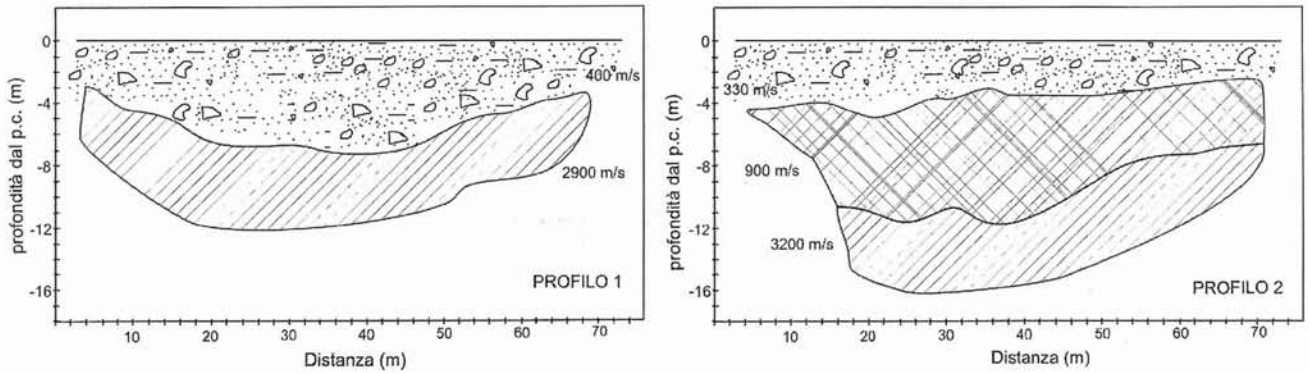 0
400 m/s
-4
2900 m/s
-8
-12
PROFILO 1
-16
10 20 30 40 50 60 70
Distanza (m)
profondità dal p.c. (m)
0
330 m/s
-4
900 m/s
-8
-12
3200 m/s
-16
PROFILO 2
10 20 30 40 50 60 70
Distanza (m)
profondità dal p.c. (m)